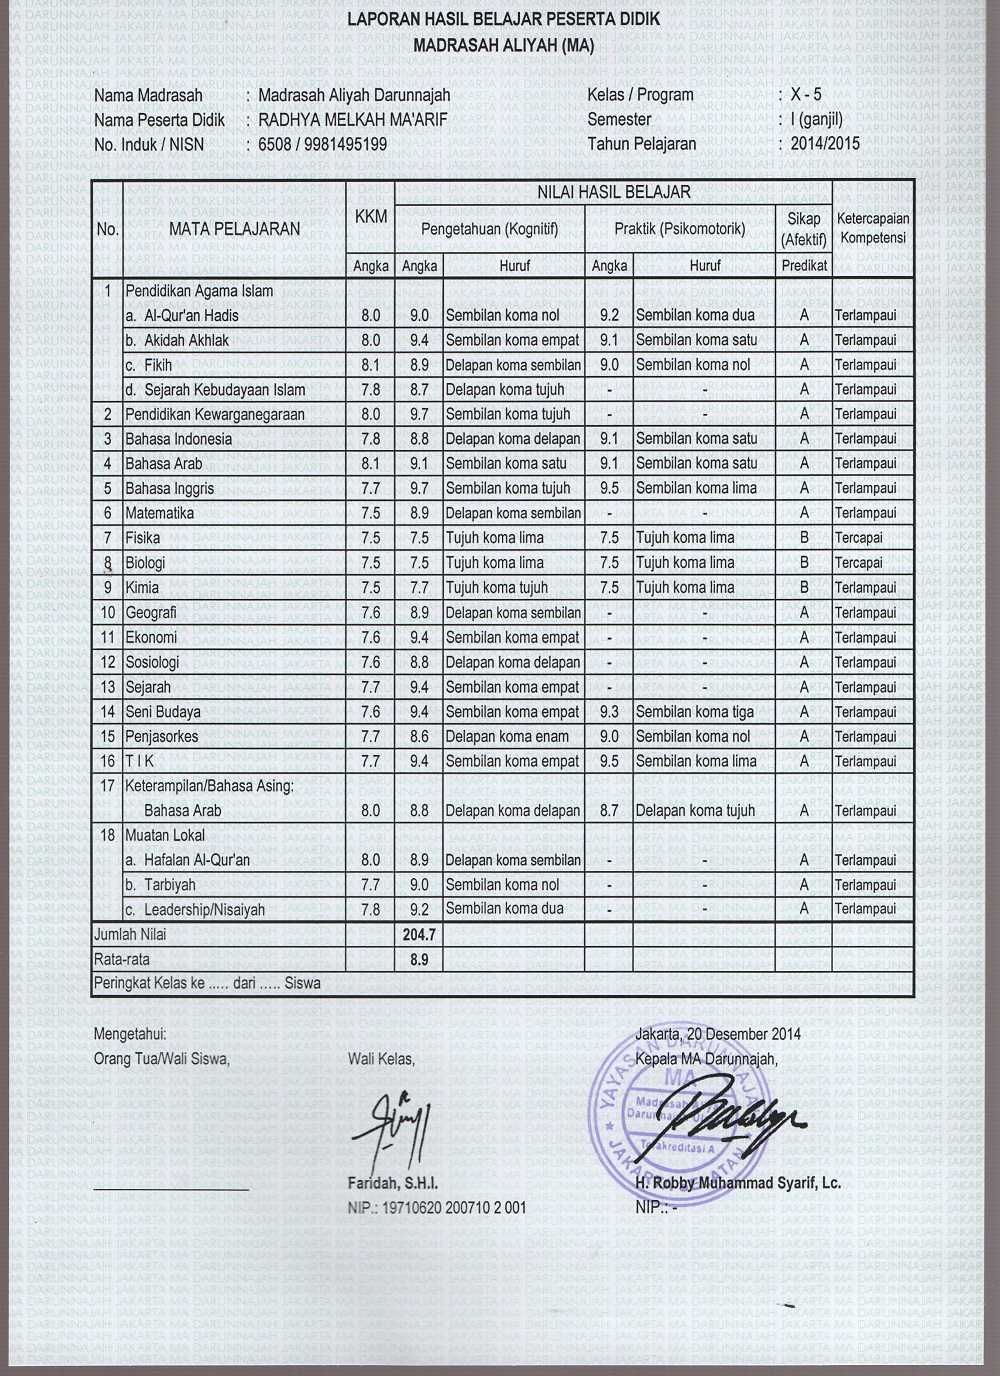 LAPORAN HASIL BELAJAR PESERTA DIDIK
MADRASAH ALIYAH (MA)
Nama Madrasah : Madrasah Aliyah Darunnajah Kelas / Program : X - 5
Nama Peserta Didik : RADHYA MELKAH MA'ARIF Semester : I (ganjil)
No. Induk / NISN : 6508 / 9981495199 Tahun Pelajaran : 2014/2015
No. MATA PELAJARAN KKM NILAI HASIL BELAJAR Ketercapaian Kompetensi
Pengetahuan (Kognitif) Praktik (Psikomotorik) Sikap (Afektif)
Angka Angka Huruf Angka Huruf Predikat
1 Pendidikan Agama Islam
a. Al-Qur'an Hadis 8.0 9.0 Sembilan koma nol 9.2 Sembilan koma dua A Terlampaui
b. Akidah Akhlak 8.0 9.4 Sembilan koma empat 9.1 Sembilan koma satu A Terlampaui
c. Fikih 8.1 8.9 Delapan koma sembilan 9.0 Sembilan koma nol A Terlampaui
d. Sejarah Kebudayaan Islam 7.8 8.7 Delapan koma tujuh - - A Terlampaui
2 Pendidikan Kewarganegaraan 8.0 9.7 Sembilan koma tujuh - - A Terlampaui
3 Bahasa Indonesia 7.8 8.8 Delapan koma delapan 9.1 Sembilan koma satu A Terlampaui
4 Bahasa Arab 8.1 9.1 Sembilan koma satu 9.1 Sembilan koma satu A Terlampaui
5 Bahasa Inggris 7.7 9.7 Sembilan koma tujuh 9.5 Sembilan koma lima A Terlampaui
6 Matematika 7.5 8.9 Delapan koma sembilan - - A Terlampaui
7 Fisika 7.5 7.5 Tujuh koma lima 7.5 Tujuh koma lima B Tercapai
8 Biologi 7.5 7.5 Tujuh koma lima 7.5 Tujuh koma lima B Tercapai
9 Kimia 7.5 7.7 Tujuh koma tujuh 7.5 Tujuh koma lima B Terlampaui
10 Geografi 7.6 8.9 Delapan koma sembilan - - A Terlampaui
11 Ekonomi 7.6 9.4 Sembilan koma empat - - A Terlampaui
12 Sosiologi 7.6 8.8 Delapan koma delapan - - A Terlampaui
13 Sejarah 7.7 9.4 Sembilan koma empat - - A Terlampaui
14 Seni Budaya 7.6 9.4 Sembilan koma empat 9.3 Sembilan koma tiga A Terlampaui
15 Penjasorkes 7.7 8.6 Delapan koma enam 9.0 Sembilan koma nol A Terlampaui
16 T I K 7.7 9.4 Sembilan koma empat 9.5 Sembilan koma lima A Terlampaui
17 Keterampilan/Bahasa Asing:
Bahasa Arab 8.0 8.8 Delapan koma delapan 8.7 Delapan koma tujuh A Terlampaui
18 Muatan Lokal
a. Hafalan Al-Qur'an 8.0 8.9 Delapan koma sembilan - - A Terlampaui
b. Tarbiyah 7.7 9.0 Sembilan koma nol - - A Terlampaui
c. Leadership/Nisaiyah 7.8 9.2 Sembilan koma dua - - A Terlampaui
Jumlah Nilai 204.7
Rata-rata 8.9
Peringkat Kelas ke ..... dari ..... Siswa
Mengetahui: Jakarta, 20 Desember 2014
Orang Tua/Wali Siswa, Wali Kelas, Kepala MA Darunnajah,
YAYASAN DARUNNAJAH
MA
Terakreditasi A
JAKARTA SELATAN
Faridah, S.H.I. H. Robby Muhammad Syarif, Lc.
NIP.: 19710620 200710 2 001 NIP.: -